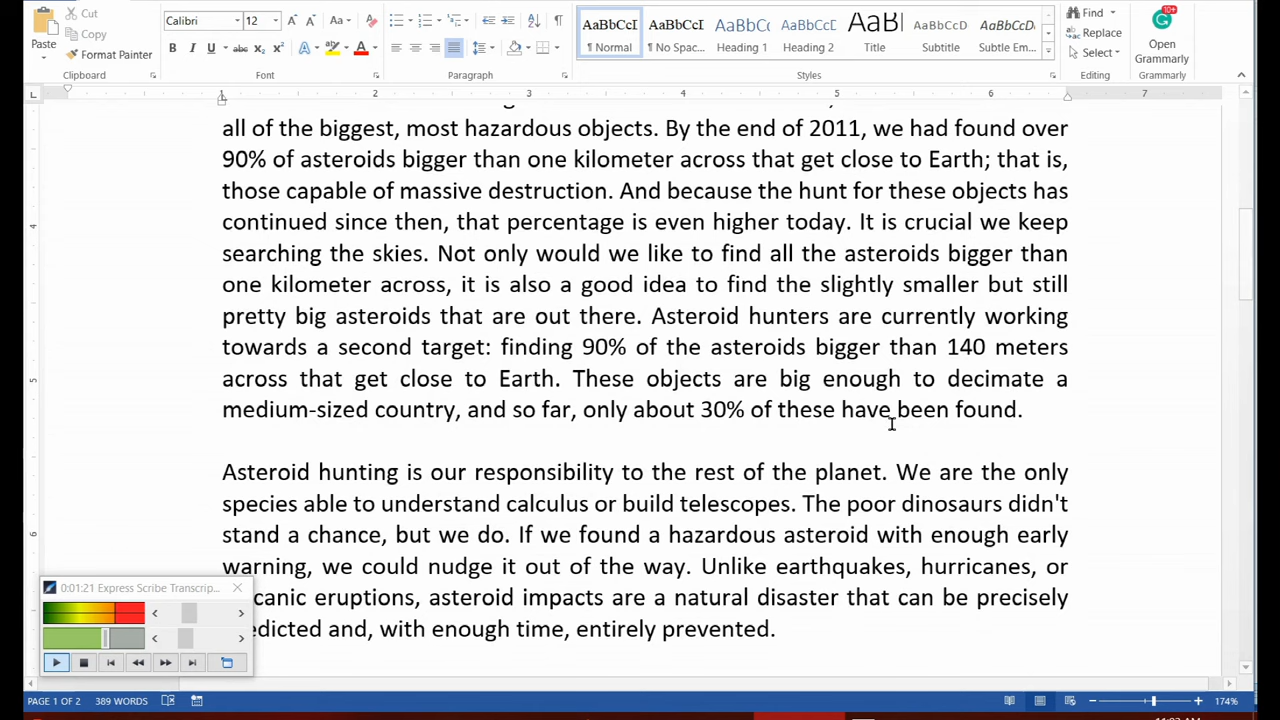 Cut
Copy
Format Painter
Paste
Clipboard
Calibri 12
Font
Paragraph
AaBbCcI AaBbCcI AaBbCcI AaBbCcI AaBI AaBbCcD AaBbCcD
¶ Normal ¶ No Spac... Heading 1 Heading 2 Title Subtitle Subtle Em...
Styles
Find
Replace
Select
Editing
10+
Open
Grammarly
Grammarly
1 2 3 4 5 6 7
all of the biggest, most hazardous objects. By the end of 2011, we had found over
90% of asteroids bigger than one kilometer across that get close to Earth; that is,
those capable of massive destruction. And because the hunt for these objects has
continued since then, that percentage is even higher today. It is crucial we keep
searching the skies. Not only would we like to find all the asteroids bigger than
one kilometer across, it is also a good idea to find the slightly smaller but still
pretty big asteroids that are out there. Asteroid hunters are currently working
towards a second target: finding 90% of the asteroids bigger than 140 meters
across that get close to Earth. These objects are big enough to decimate a
medium-sized country, and so far, only about 30% of these have been found.
Asteroid hunting is our responsibility to the rest of the planet. We are the only
species able to understand calculus or build telescopes. The poor dinosaurs didn't
stand a chance, but we do. If we found a hazardous asteroid with enough early
warning, we could nudge it out of the way. Unlike earthquakes, hurricanes, or
canic eruptions, asteroid impacts are a natural disaster that can be precisely
edicted and, with enough time, entirely prevented.
0:01:21 Express Scribe Transcrip...
PAGE 1 OF 2 389 WORDS
174%